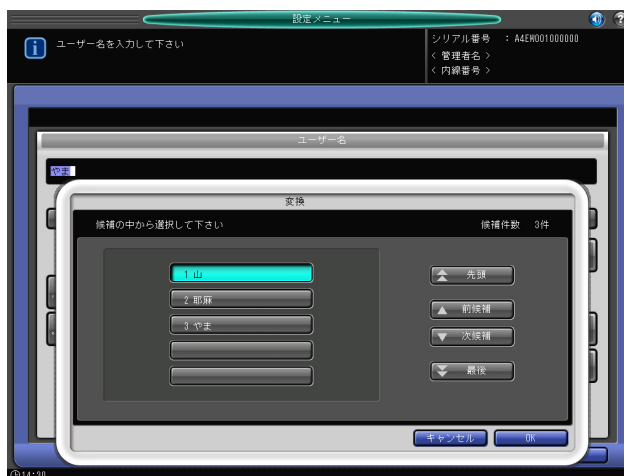 設定メニュー
ユーザー名を入力して下さい
シリアル番号 : A4EW001000000
< 管理者名 >
< 内線番号 >
ユーザー名
やま
変換
候補の中から選択して下さい
候補件数 3件
1 山
2 耶麻
3 やま
先頭
前候補
次候補
最後
キャンセル
OK